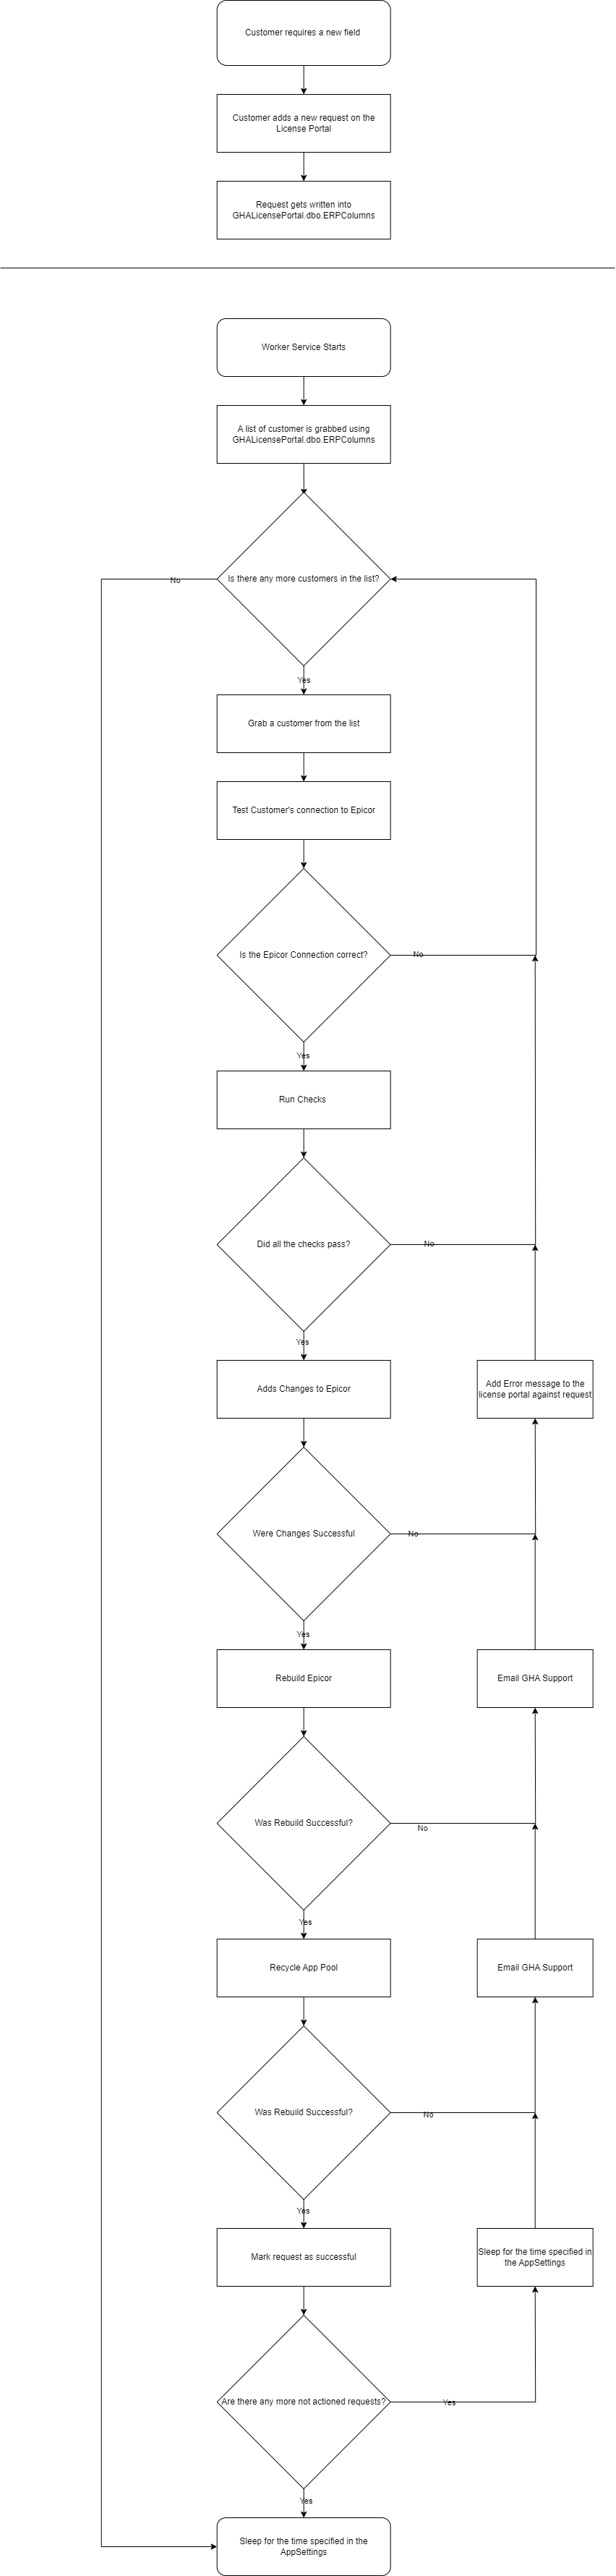 Customer requires a new field
Customer adds a new request on the
License Portal
Request gets written into
GHALicensePortal.dbo.ERPColumns
Worker Service Starts
A list of customer is grabbed using
GHALicensePortal.dbo.ERPColumns
Is there any more customers in the list?
No
Yes
Grab a customer from the list
Test Customer's connection to Epicor
Is the Epicor Connection correct?
No
Yes
Run Checks
Did all the checks pass?
No
Yes
Adds Changes to Epicor
Add Error message to the
license portal against request
Were Changes Successful
No
Yes
Rebuild Epicor
Email GHA Support
Was Rebuild Successful?
No
Yes
Recycle App Pool
Email GHA Support
Was Rebuild Successful?
No
Yes
Mark request as successful
Sleep for the time specified in
the AppSettings
Are there any more not actioned requests?
Yes
Yes
Sleep for the time specified in the
AppSettings